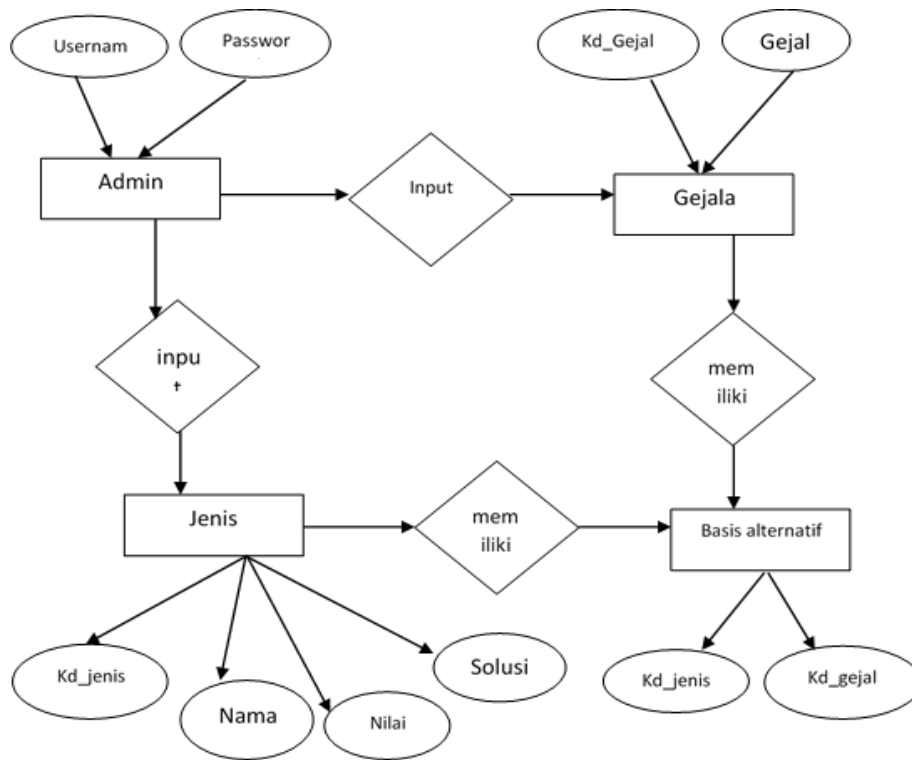 Usernam
Passwor
Kd_Gejal
Gejal
Admin
Input
Gejala
inpu
t
mem
iliki
Jenis
mem
iliki
Basis alternatif
Kd_jenis
Nama
Nilai
Solusi
Kd_jenis
Kd_gejal